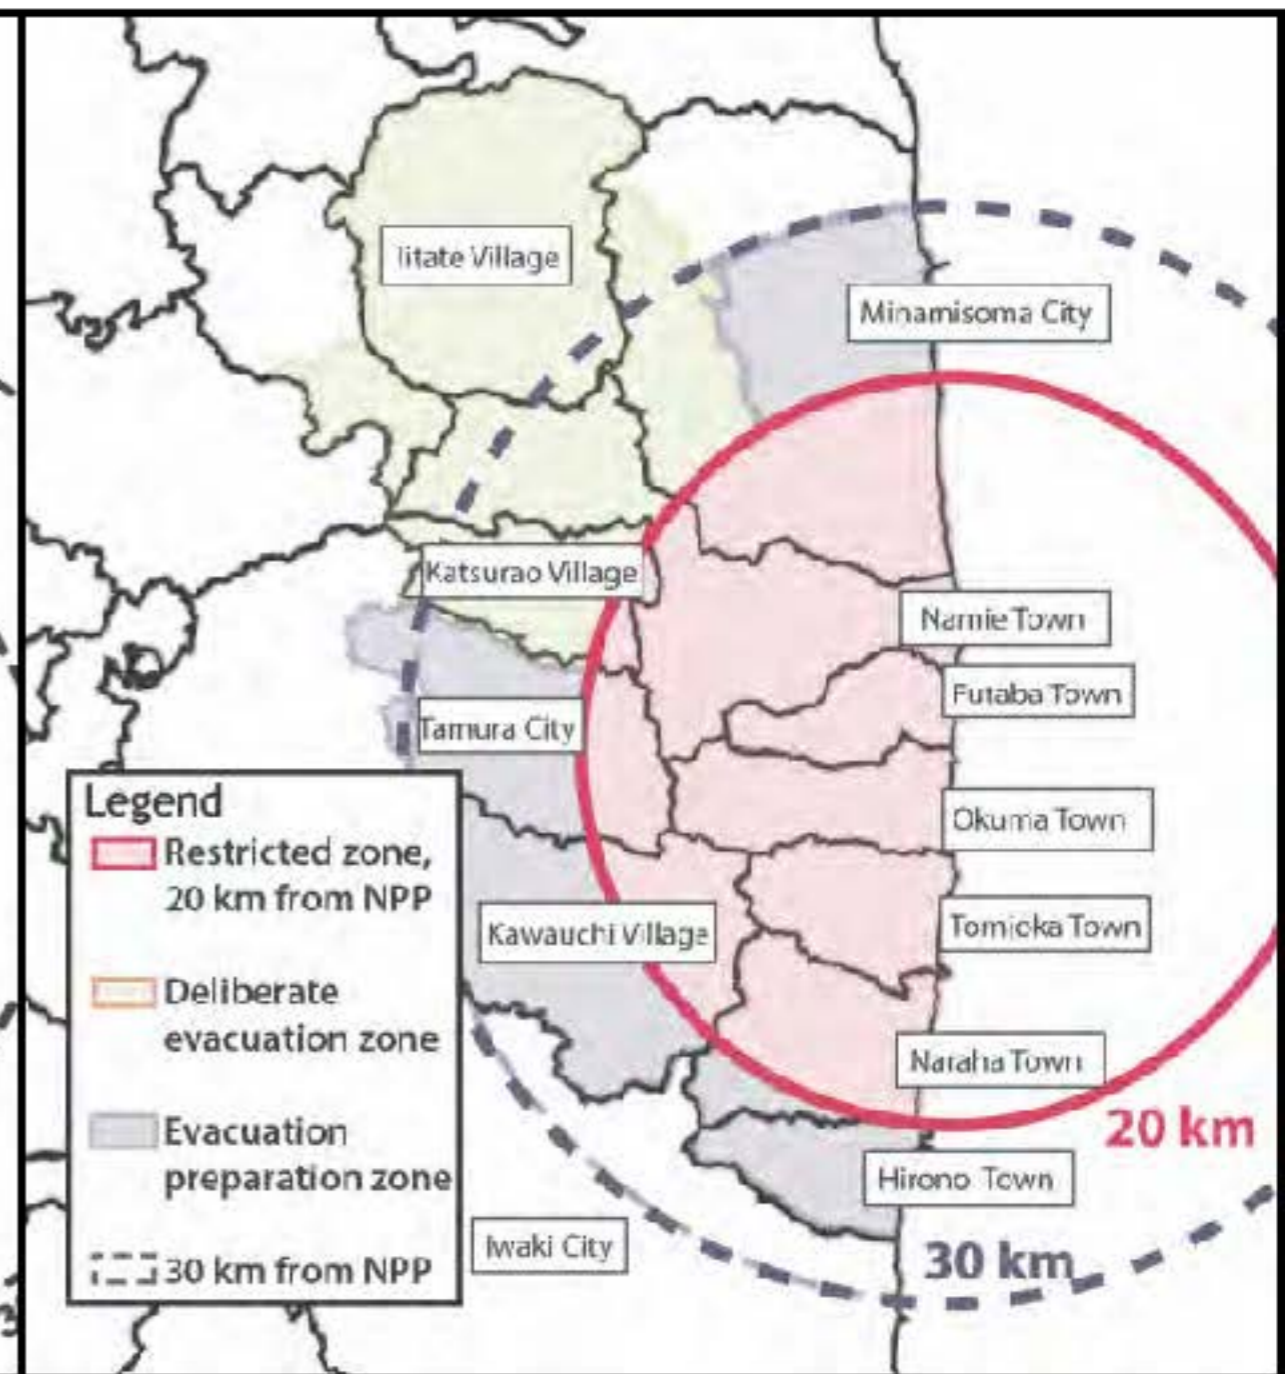 Iitate Village
Minamisoma City
Katsurao Village
Namie Town
Futaba Town
Tamura City
Okuma Town
Kawauchi Village
Tomioka Town
Naraha Town
20 km
Hirono Town
Iwaki City
30 km
Legend
Restricted zone,
20 km from NPP
Deliberate
evacuation zone
Evacuation
preparation zone
30 km from NPP